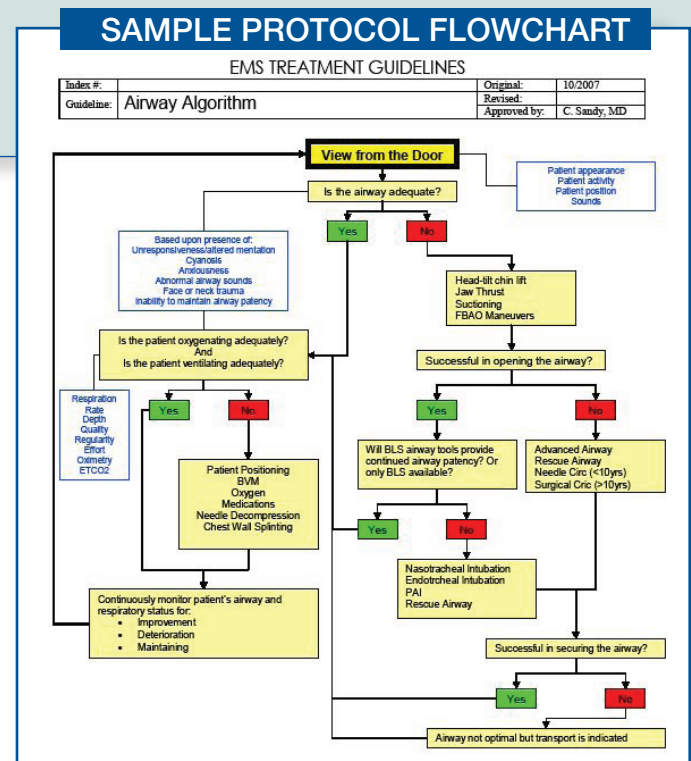 SAMPLE PROTOCOL FLOWCHART
EMS TREATMENT GUIDELINES
Index #:
Original: 10/2007
Guideline: Airway Algorithm
Revised:
Approved by: C. Sandy, MD
View from the Door
Patient appearance
Patient activity
Patient position
Sounds
Is the airway adequate?
Yes
No
Based upon presence of:
Unresponsiveness/altered mentation
Cyanosis
Anxiousness
Abnormal airway sounds
Face or neck trauma
Inability to maintain airway patency
Head-tilt chin lift
Jaw Thrust
Suctioning
FBAO Maneuvers
Is the patient oxygenating adequately?
And
Is the patient ventilating adequately?
Successful in opening the airway?
Respiration
Rate
Depth
Quality
Regularity
Effort
Oximetry
ETCO2
Yes
No
Yes
No
Patient Positioning
BVM
Oxygen
Medications
Needle Decompression
Chest Wall Splinting
Will BLS airway tools provide
continued airway patency? Or
only BLS available?
Advanced Airway
Rescue Airway
Needle Circ (<10yrs)
Surgical Cric (>10yrs)
Yes
No
Nasotracheal Intubation
Endotrcheal Intubation
PAI
Rescue Airway
Continuously monitor patient's airway and
respiratory status for:
• Improvement
• Deterioration
• Maintaining
Successful in securing the airway?
Yes
No
Airway not optimal but transport is indicated